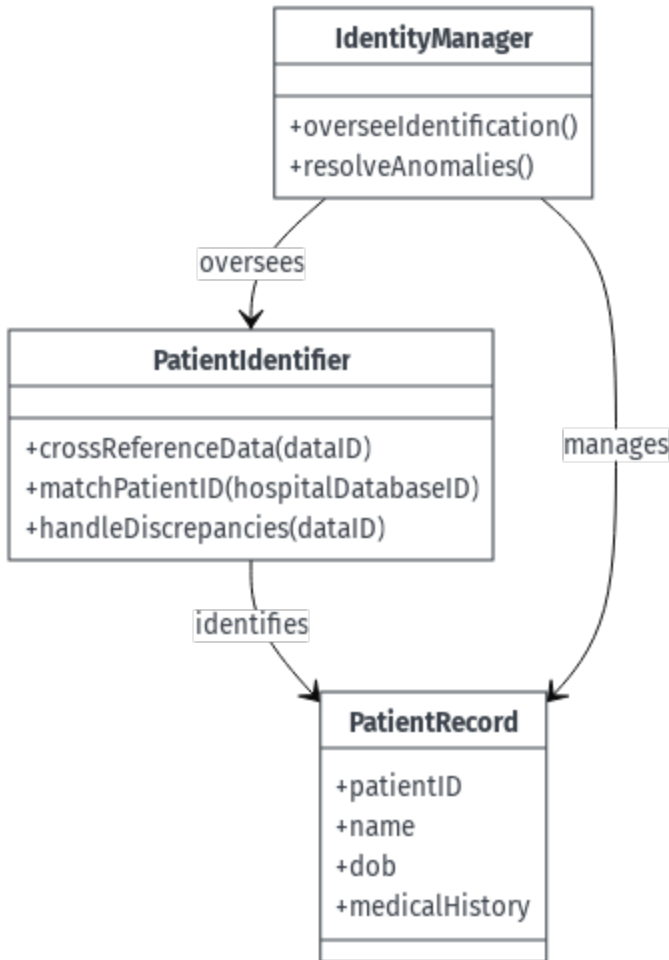 IdentityManager
+overseeIdentification()
+resolveAnomalies()
oversees
PatientIdentifier
+crossReferenceData(dataID)
+matchPatientID(hospitalDatabaseID)
+handleDiscrepancies(dataID)
manages
identifies
PatientRecord
+patientID
+name
+dob
+medicalHistory